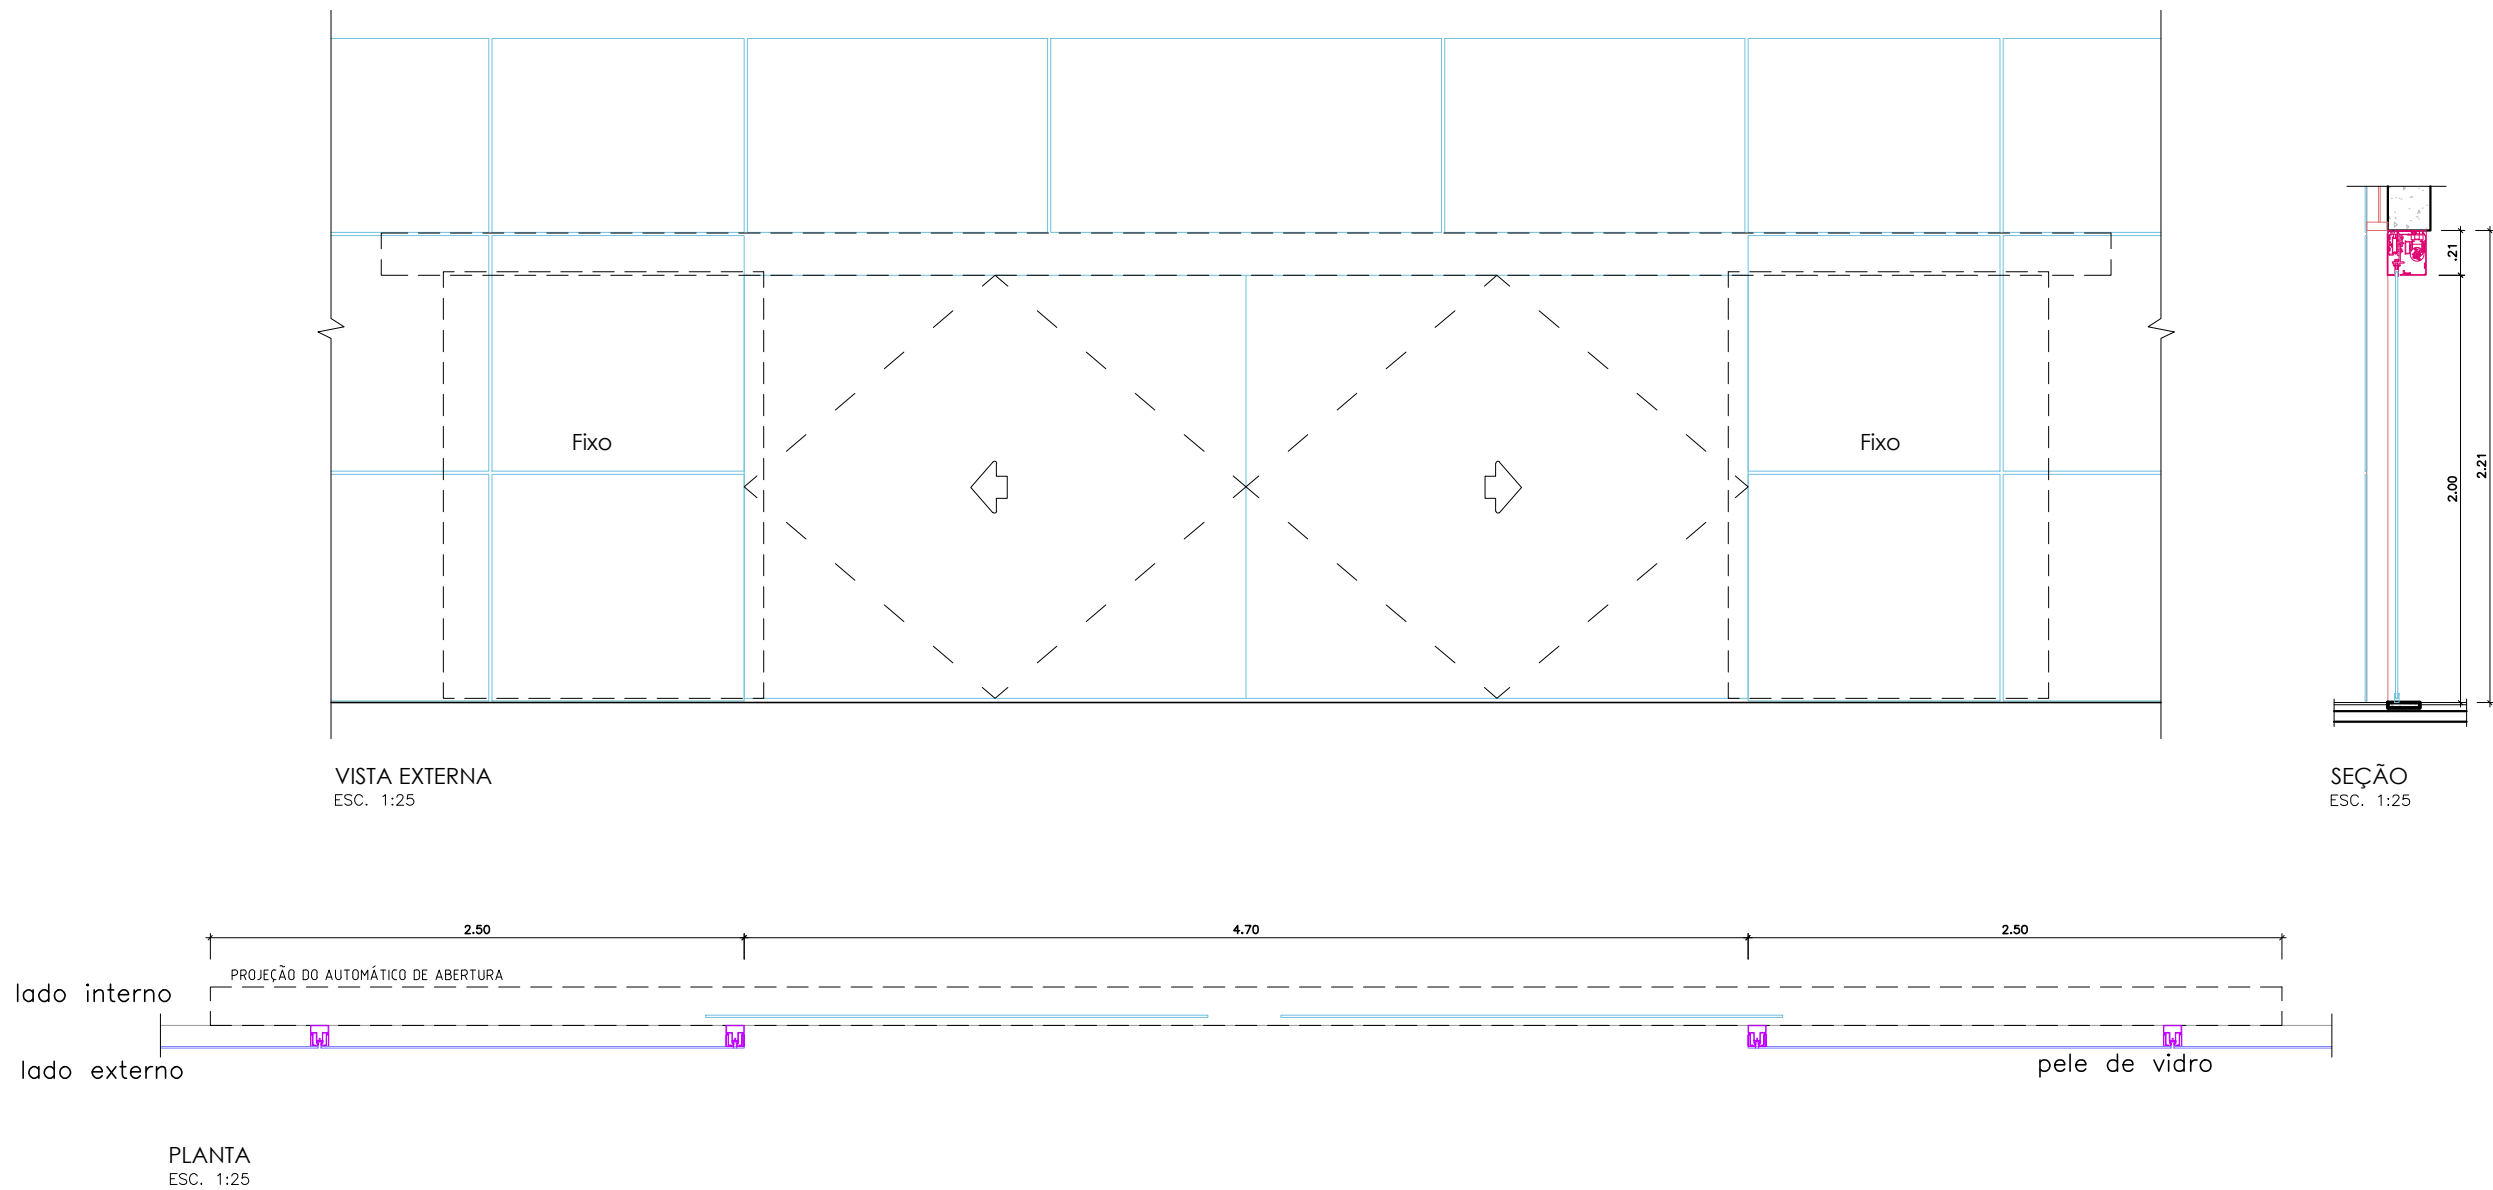 Fixo
Fixo
.21
2.00
2.21
VISTA EXTERNA
ESC. 1:25
SEÇÃO
ESC. 1:25
2.50
4.70
2.50
PROJEÇÃO DO AUTOMÁTICO DE ABERTURA
lado interno
lado externo
pele de vidro
PLANTA
ESC. 1:25